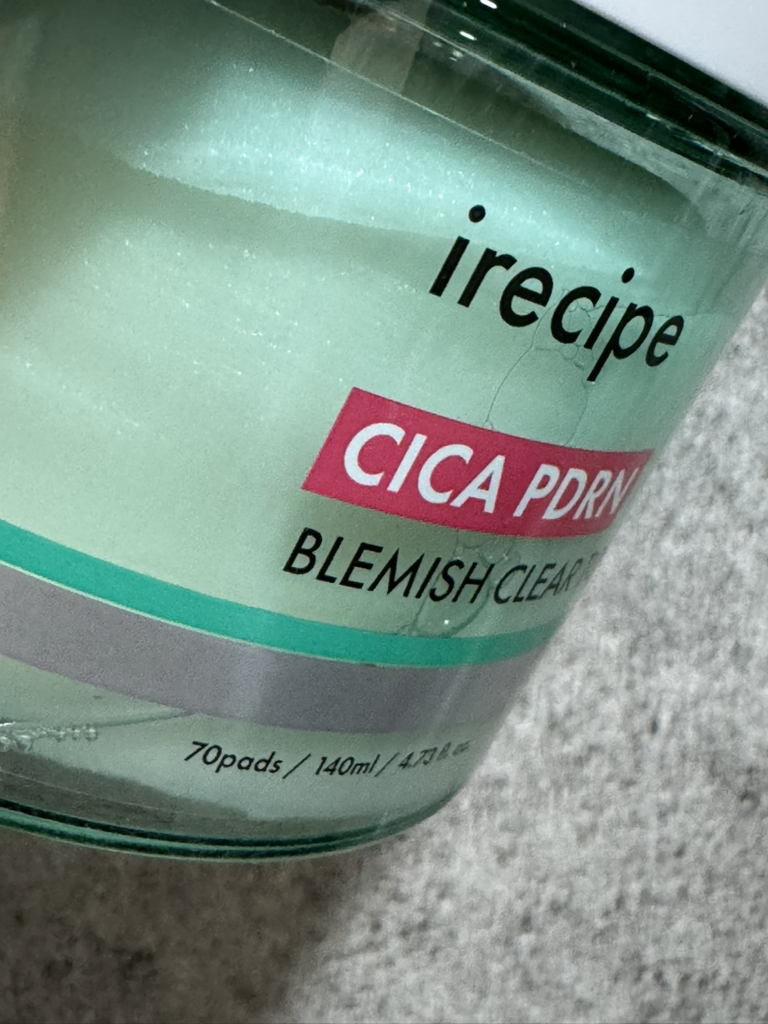 irecipe
CICA PDRN
BLEMISH CLEAR
70pads / 140ml / 4.73 fl. oz